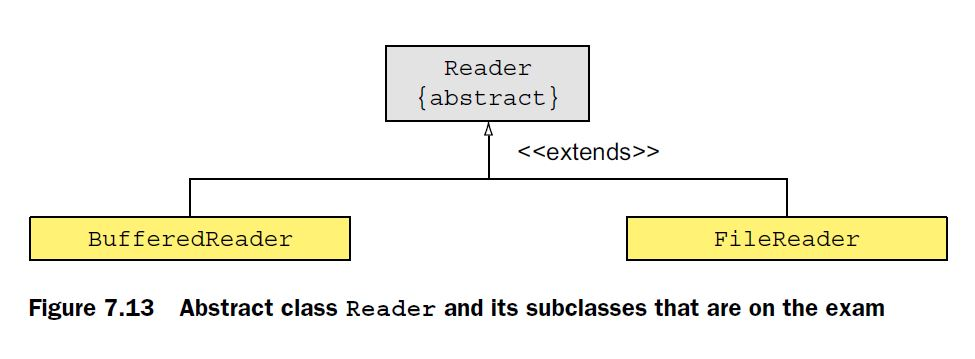 Reader
{abstract}
<<extends>>
BufferedReader
FileReader
Figure 7.13 Abstract class Reader and its subclasses that are on the exam